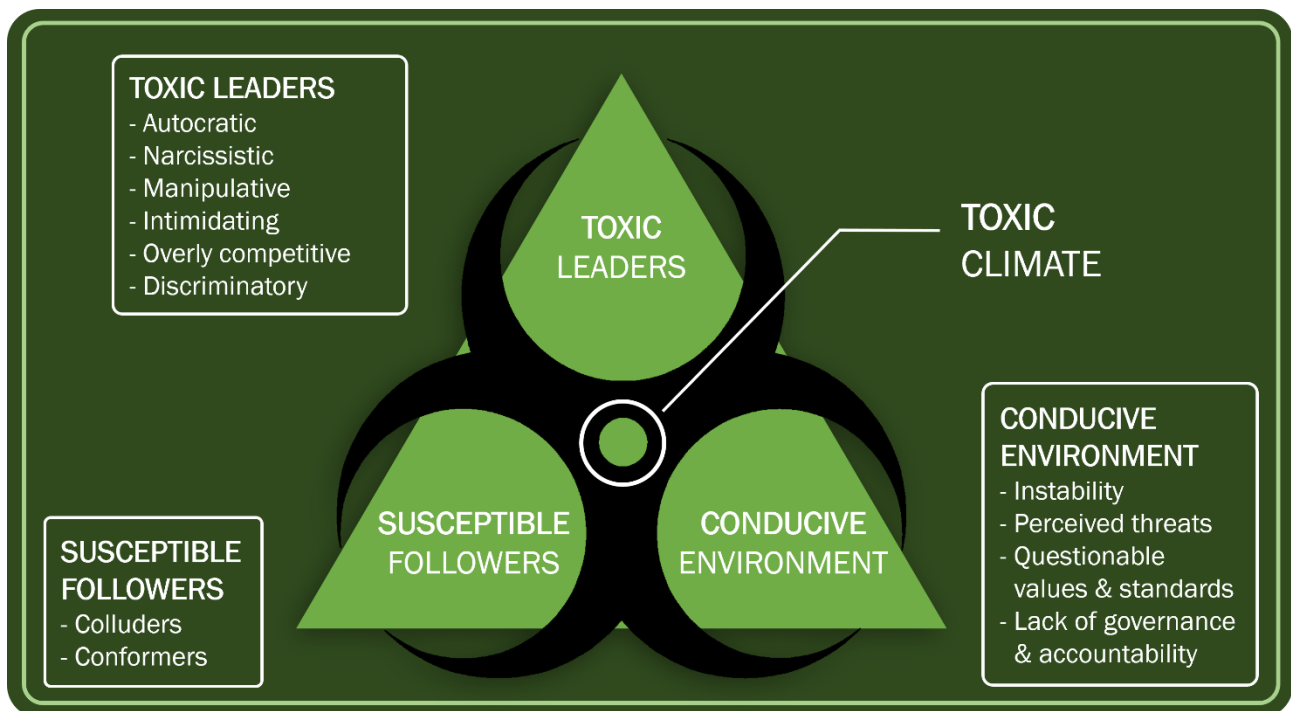 TOXIC LEADERS
- Autocratic
- Narcissistic
- Manipulative
- Intimidating
- Overly competitive
- Discriminatory
TOXIC
LEADERS
TOXIC
CLIMATE
SUSCEPTIBLE
FOLLOWERS
CONDUCIVE
ENVIRONMENT
SUSCEPTIBLE
FOLLOWERS
- Colluders
- Conformers
CONDUCIVE
ENVIRONMENT
- Instability
- Perceived threats
- Questionable
values & standards
- Lack of governance
& accountability